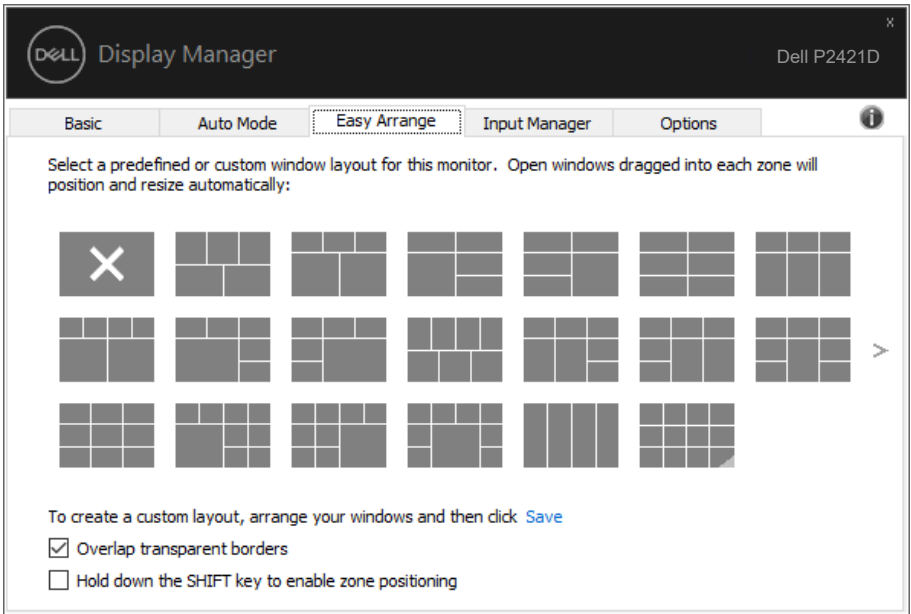 x
DELL Display Manager
Dell P2421D
Basic Auto Mode Easy Arrange Input Manager Options
Select a predefined or custom window layout for this monitor. Open windows dragged into each zone will
position and resize automatically:
>
To create a custom layout, arrange your windows and then click Save
Overlap transparent borders
Hold down the SHIFT key to enable zone positioning